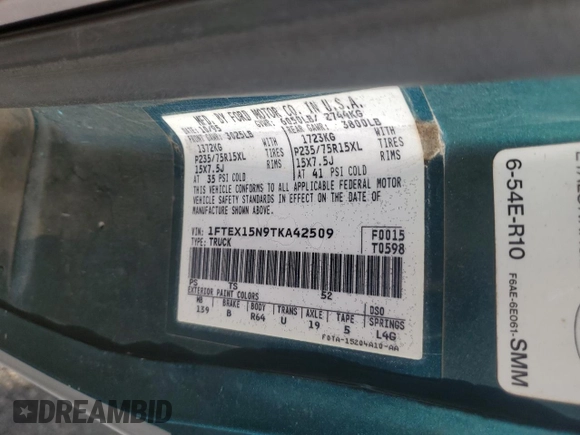 MFD. BY FORD MOTOR CO. IN U.S.A.
10/95 GVWR: 6050LB/ 2744KG
FRONT GAWR: 3025LB REAR GAWR: 3800LB
1372KG WITH 1723KG WITH
P235/75R15XL TIRES P235/75R15XL TIRES
15X7.5J RIMS 15X7.5J RIMS
AT 35 PSI COLD AT 41 PSI COLD
THIS VEHICLE CONFORMS TO ALL APPLICABLE FEDERAL MOTOR
VEHICLE SAFETY STANDARDS IN EFFECT ON THE DATE OF
MANUFACTURE SHOWN ABOVE.
VIN: 1FTEX15N9TKA42509
TYPE: TRUCK
F0015
T0598
PS TS 52
EXTERIOR PAINT COLORS DSO
WB BRAKE BODY TRANS AXLE TAPE SPRINGS
139 B R64 U 19 5 L4G
F0TA-15204A10-AA
6-54E-R10
F6AE-6E061-SMM
DREAMBID